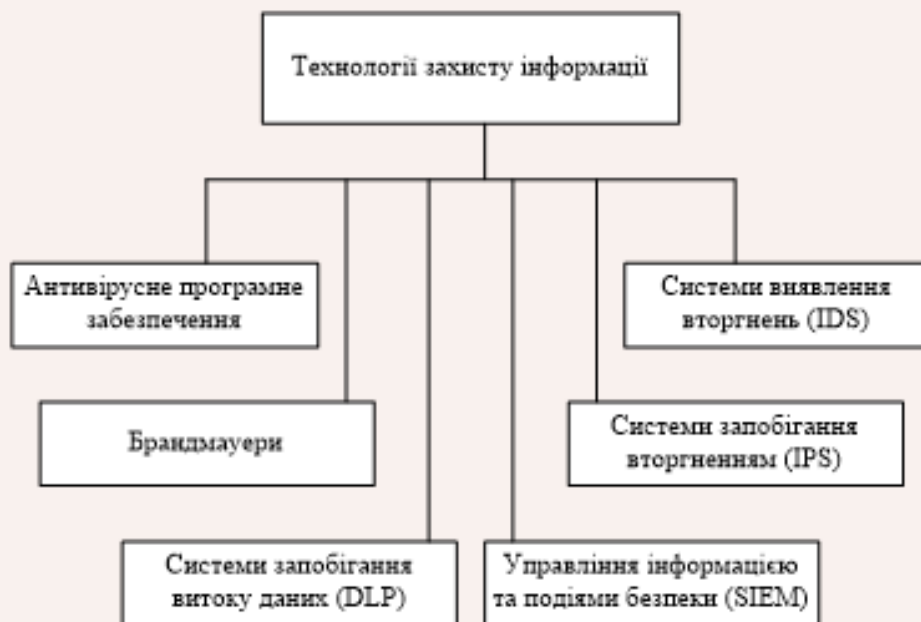 Технології захисту інформації
Антивірусне програмне
забезпечення
Системи виявлення
вторгнень (IDS)
Брандмауери
Системи запобігання
вторгненням (IPS)
Системи запобігання
витоку даних (DLP)
Управління інформацією
та подіями безпеки (SIEM)